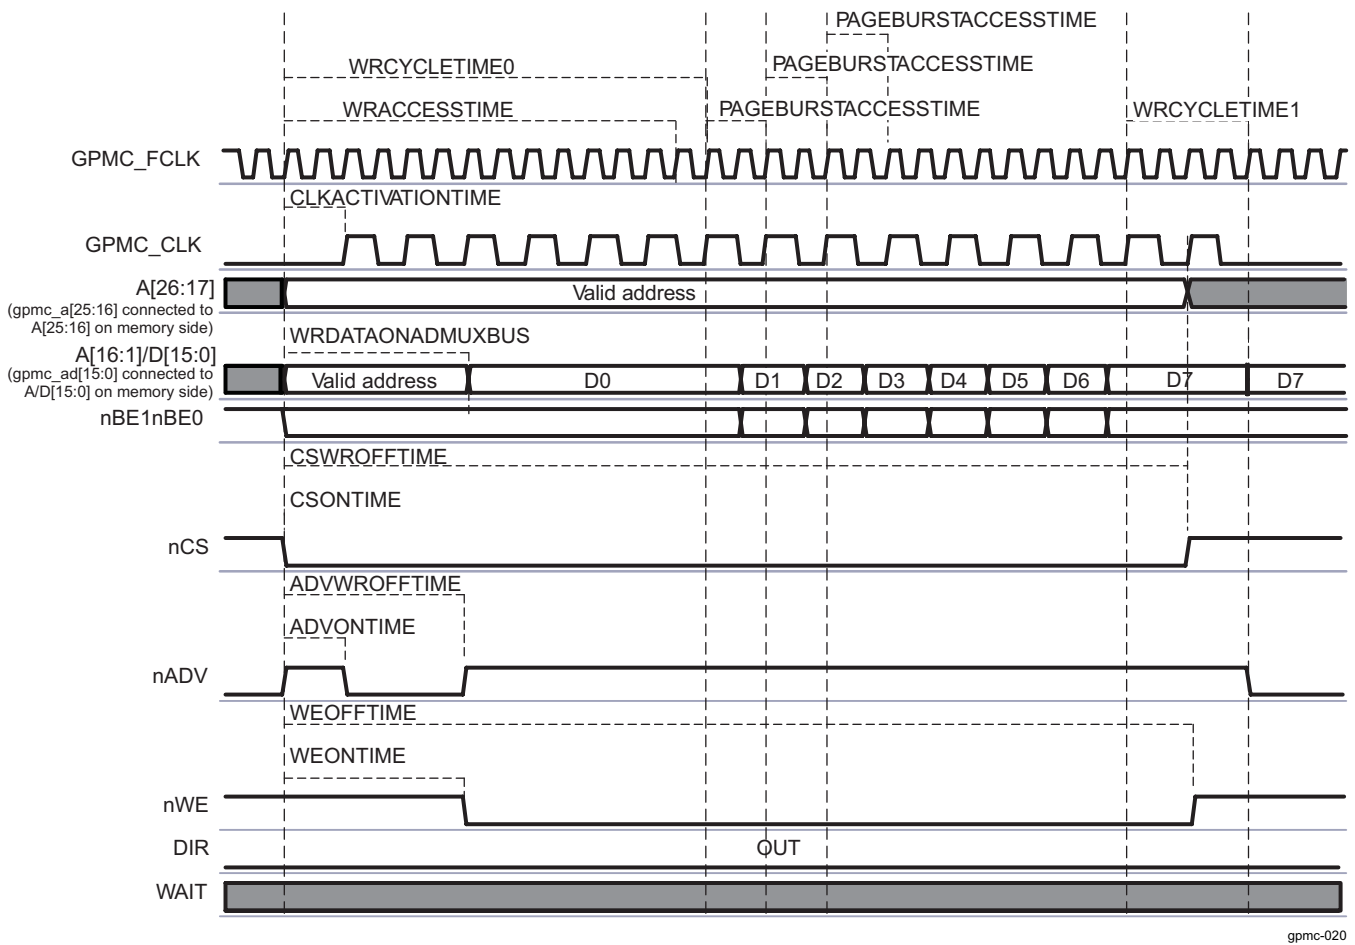 PAGEBURSTACCESSTIME
WRCYCLETIME0
PAGEBURSTACCESSTIME
WRACCESSTIME
PAGEBURSTACCESSTIME
WRCYCLETIME1
GPMC_FCLK
CLKACTIVATIONTIME
GPMC_CLK
A[26:17]
(gpmc_a[25:16] connected to
A[25:16] on memory side)
Valid address
WRDATAONADMUXBUS
A[16:1]/D[15:0]
(gpmc_ad[15:0] connected to
A/D[15:0] on memory side)
Valid address D0 D1 D2 D3 D4 D5 D6 D7 D7
nBE1nBE0
CSWROFFTIME
CSONTIME
nCS
ADVWROFFTIME
ADVONTIME
nADV
WEOFFTIME
WEONTIME
nWE
DIR OUT
WAIT
gpmc-020